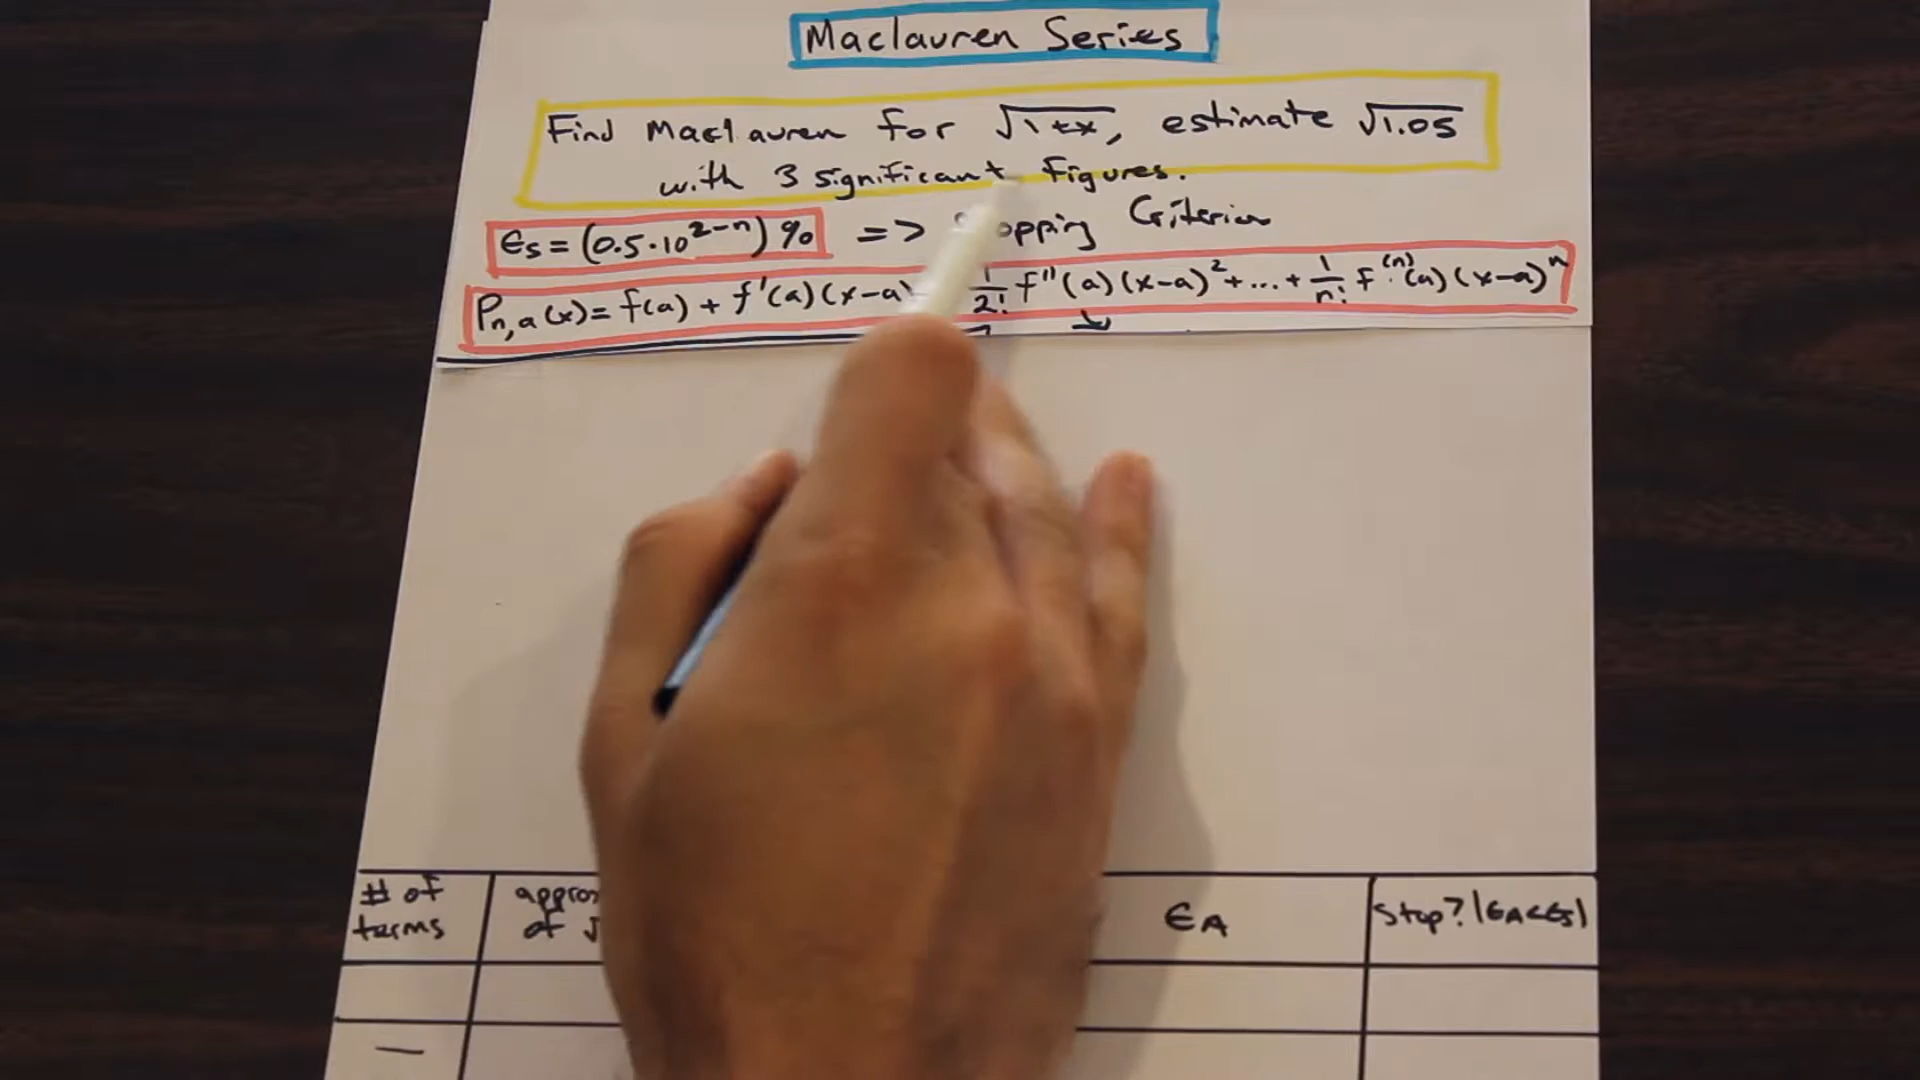 Maclauren Series
Find Maclauren for √1+x, estimate √1.05
with 3 significant figures.
ϵs = (0.5·10^2-n) % => Criterion
Pn,a(x) = f(a) + f'(a)(x-a) 1/2! f''(a)(x-a)^2 + ... + 1/n! f^(n)(a)(x-a)^n
# of terms
of √
ϵA
Stop? |ϵA<ϵs|
—